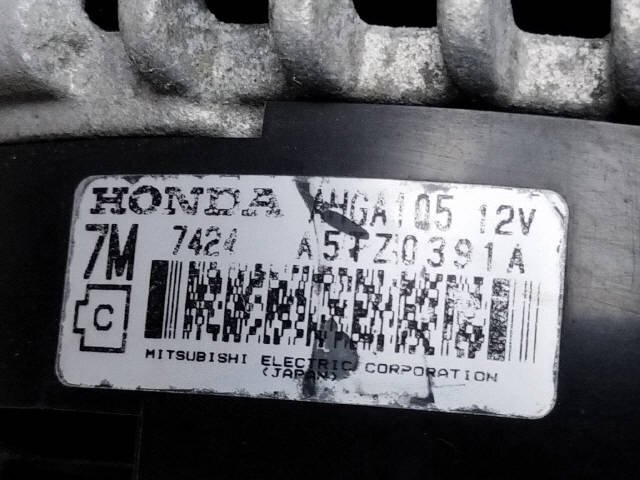 HONDA AHGA105 12V
7M 7424 A5TZ0391A
C
MITSUBISHI ELECTRIC CORPORATION
(JAPAN)